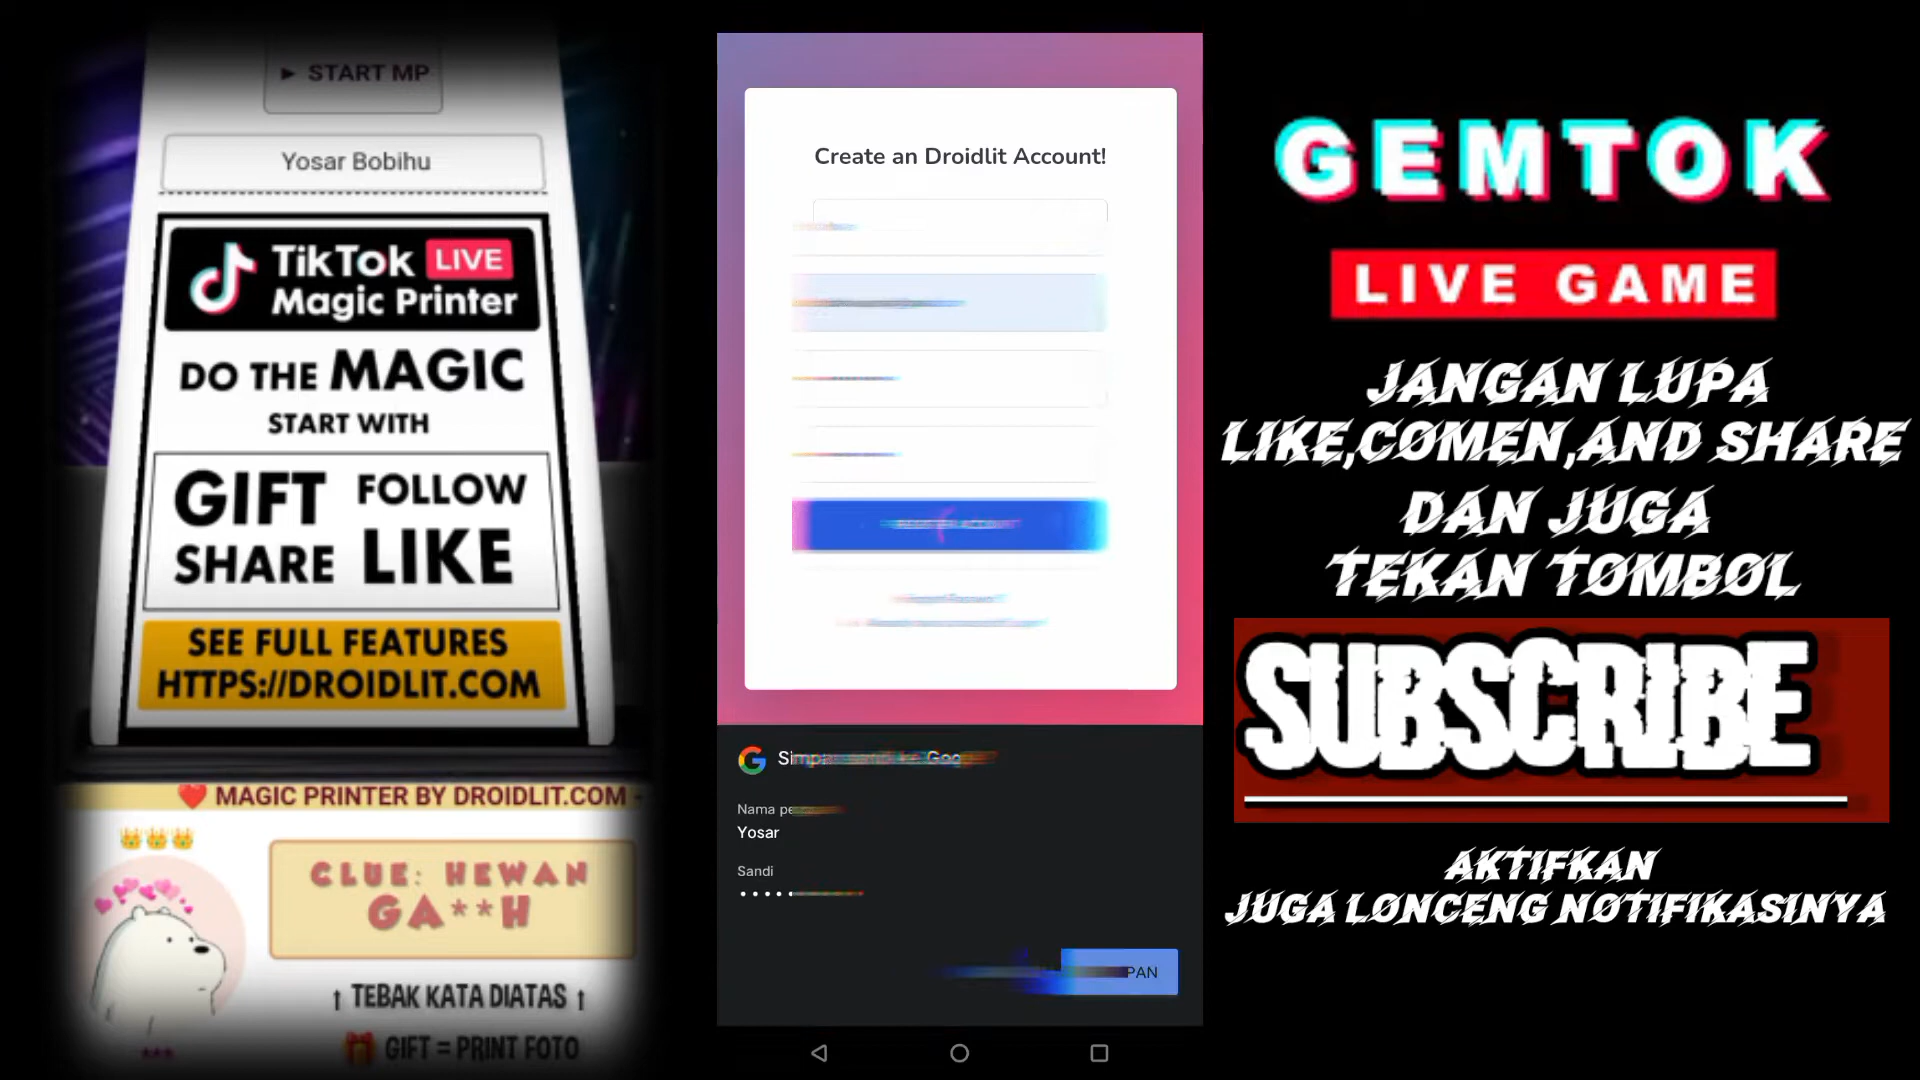 ► START MP
Yosar Bobihu
TikTok LIVE
Magic Printer
DO THE MAGIC
START WITH
GIFT FOLLOW
SHARE LIKE
SEE FULL FEATURES
HTTPS://DROIDLIT.COM
❤️ MAGIC PRINTER BY DROIDLIT.COM -
CLUE: HEWAN
GA**H
↑ TEBAK KATA DIATAS ↑
🎁 GIFT = PRINT FOTO
Create an Droidlit Account!
Nama
Yosar
Sandi
GEMTOK
LIVE GAME
JANGAN LUPA
LIKE,COMEN,AND SHARE
DAN JUGA
TEKAN TOMBOL
SUBSCRIBE
AKTIFKAN
JUGA LONCENG NOTIFIKASINYA